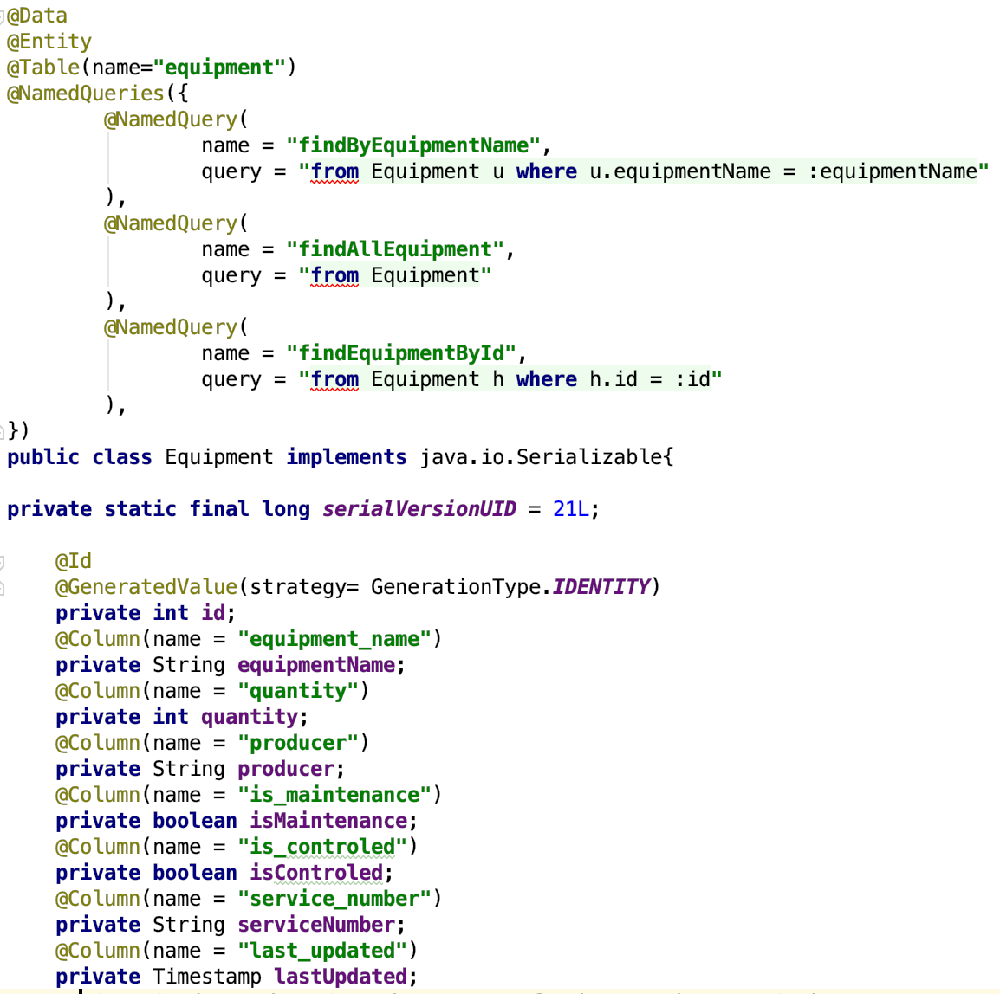 @Data
@Entity
@Table(name="equipment")
@NamedQueries({
        @NamedQuery(
                name = "findByEquipmentName",
                query = "from Equipment u where u.equipmentName = :equipmentName"
        ),
        @NamedQuery(
                name = "findAllEquipment",
                query = "from Equipment"
        ),
        @NamedQuery(
                name = "findEquipmentById",
                query = "from Equipment h where h.id = :id"
        ),
})
public class Equipment implements java.io.Serializable{
private static final long serialVersionUID = 21L;
    @Id
    @GeneratedValue(strategy= GenerationType.IDENTITY)
    private int id;
    @Column(name = "equipment_name")
    private String equipmentName;
    @Column(name = "quantity")
    private int quantity;
    @Column(name = "producer")
    private String producer;
    @Column(name = "is_maintenance")
    private boolean isMaintenance;
    @Column(name = "is_controled")
    private boolean isControled;
    @Column(name = "service_number")
    private String serviceNumber;
    @Column(name = "last_updated")
    private Timestamp lastUpdated;